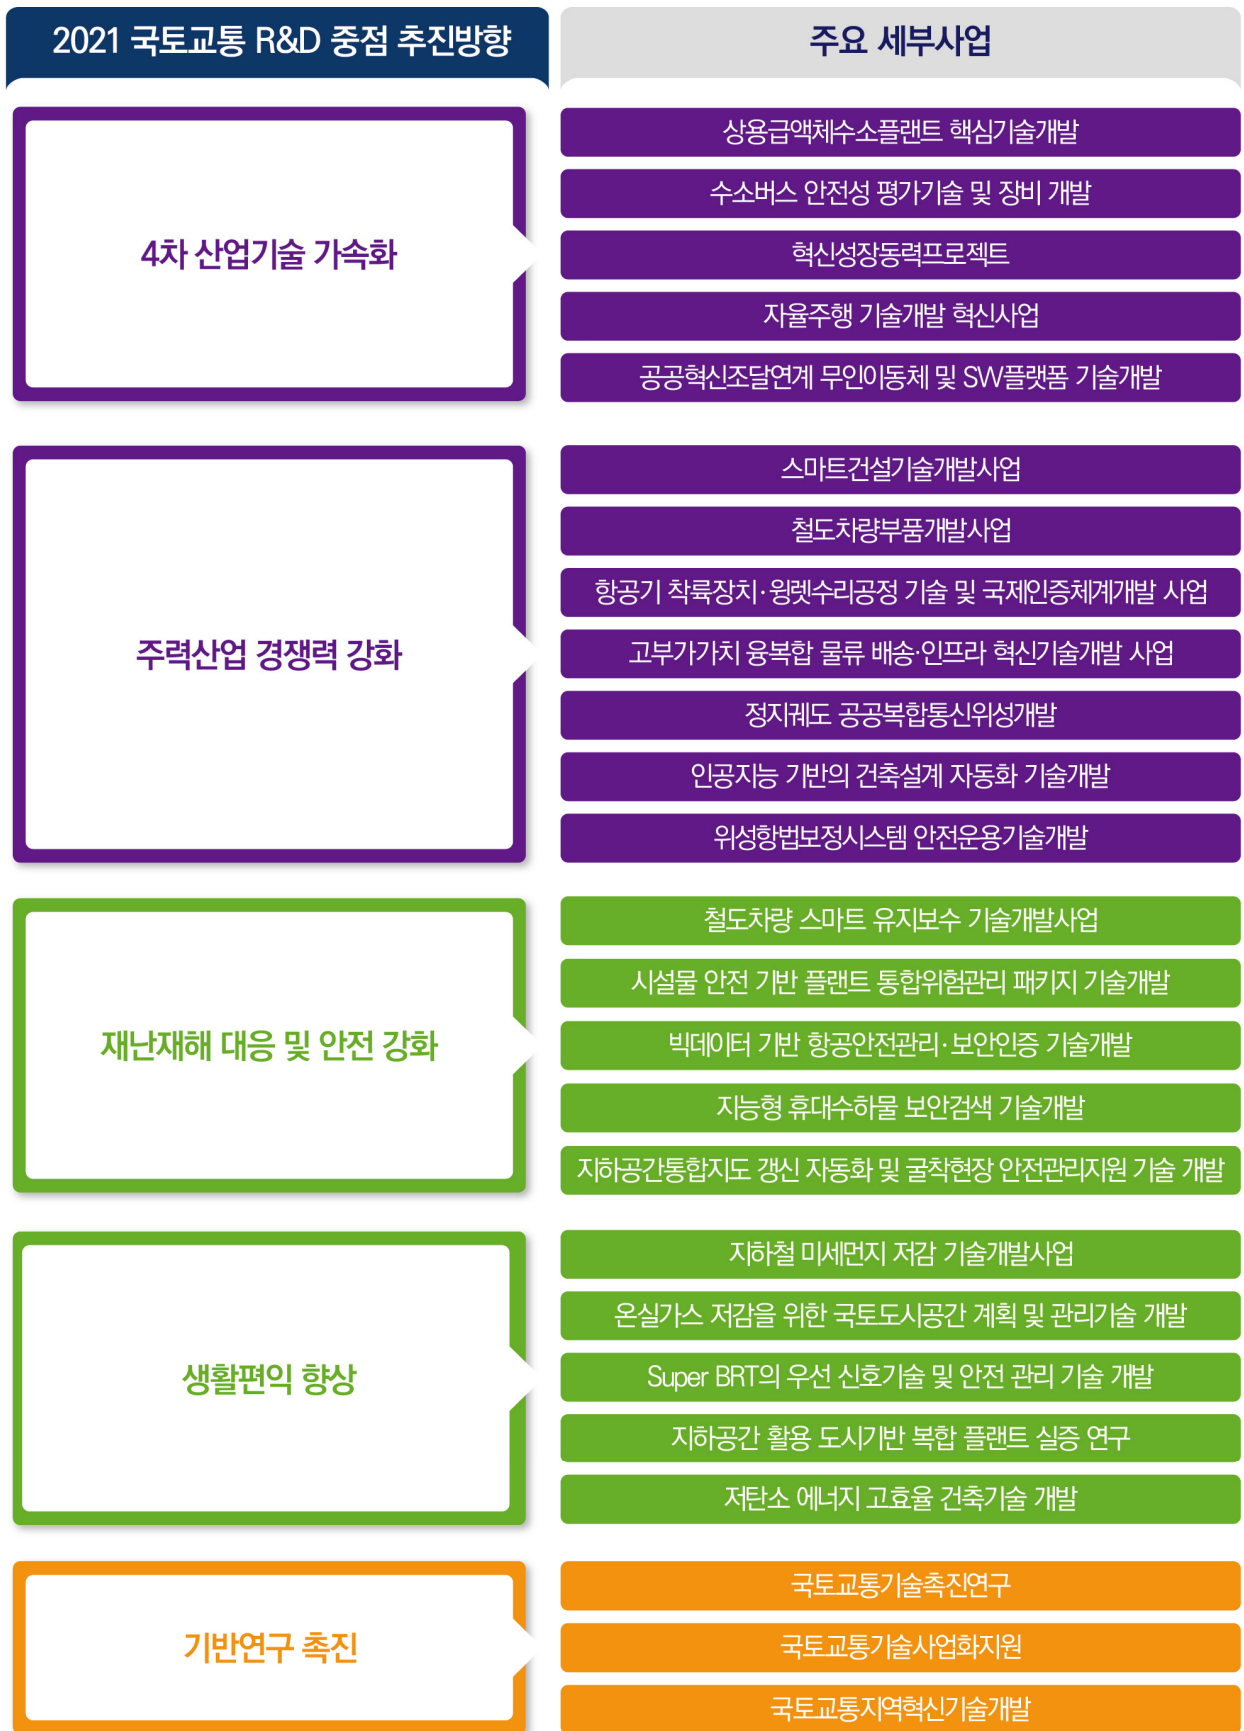 2021 국토교통 R&D 중점 추진방향
주요 세부사업
4차 산업기술 가속화
상용급액체수소플랜트 핵심기술개발
수소버스 안전성 평가기술 및 장비 개발
혁신성장동력프로젝트
자율주행 기술개발 혁신사업
공공혁신조달연계 무인이동체 및 SW플랫폼 기술개발
주력산업 경쟁력 강화
스마트건설기술개발사업
철도차량부품개발사업
항공기 착륙장치·윙렛수리공정 기술 및 국제인증체계개발 사업
고부가가치 융복합 물류 배송·인프라 혁신기술개발 사업
정지궤도 공공복합통신위성개발
인공지능 기반의 건축설계 자동화 기술개발
위성항법보정시스템 안전운용기술개발
재난재해 대응 및 안전 강화
철도차량 스마트 유지보수 기술개발사업
시설물 안전 기반 플랜트 통합위험관리 패키지 기술개발
빅데이터 기반 항공안전관리·보안인증 기술개발
지능형 휴대수하물 보안검색 기술개발
지하공간통합지도 갱신 자동화 및 굴착현장 안전관리지원 기술 개발
생활편익 향상
지하철 미세먼지 저감 기술개발사업
온실가스 저감을 위한 국토도시공간 계획 및 관리기술 개발
Super BRT의 우선 신호기술 및 안전 관리 기술 개발
지하공간 활용 도시기반 복합 플랜트 실증 연구
저탄소 에너지 고효율 건축기술 개발
기반연구 촉진
국토교통기술촉진연구
국토교통기술사업화지원
국토교통지역혁신기술개발